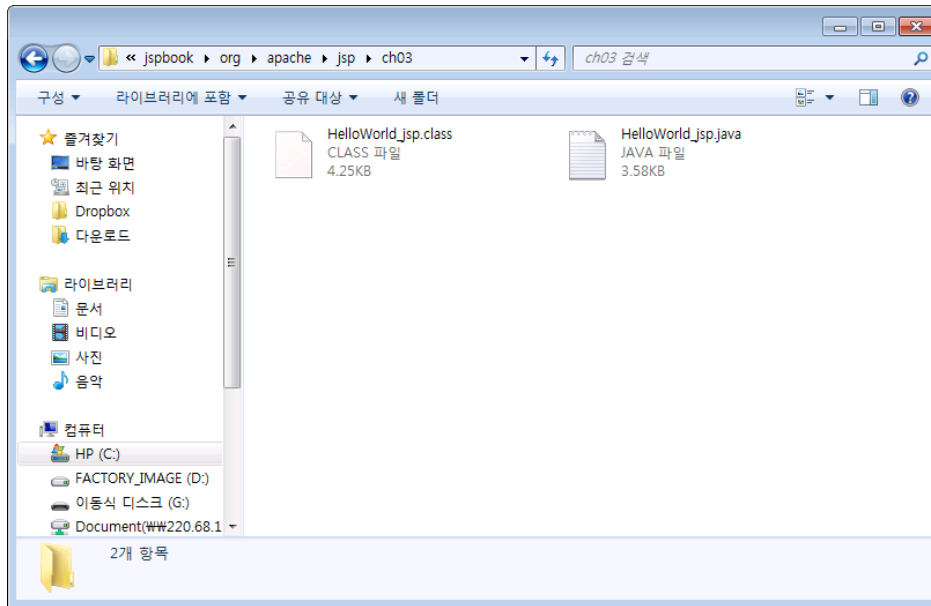 « jspbook ▸ org ▸ apache ▸ jsp ▸ ch03
ch03 검색
구성 ▾ 라이브러리에 포함 ▾ 공유 대상 ▾ 새 폴더
즐겨찾기
바탕 화면
최근 위치
Dropbox
다운로드
라이브러리
문서
비디오
사진
음악
컴퓨터
HP (C:)
FACTORY_IMAGE (D:)
이동식 디스크 (G:)
Document(₩₩220.68.1
HelloWorld_jsp.class
CLASS 파일
4.25KB
HelloWorld_jsp.java
JAVA 파일
3.58KB
2개 항목